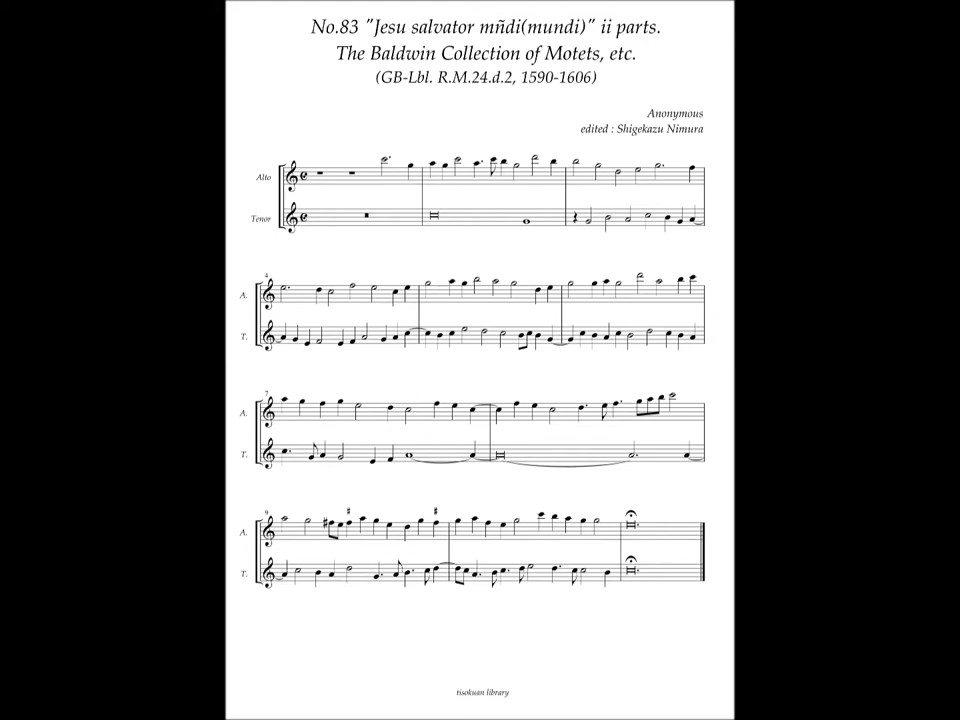 No.83 "Jesu salvator mñdi(mundi)" ii parts.
The Baldwin Collection of Motets, etc.
(GB-Lbl. R.M.24.d.2, 1590-1606)
Anonymous
edited : Shigekazu Nimura
Alto
Tenor
4
A.
T.
7
A.
T.
9
A.
T.
tisokuan library